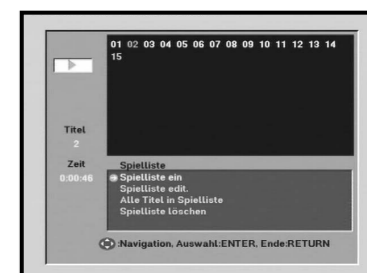 01 02 03 04 05 06 07 08 09 10 11 12 13 14
15
Titel
2
Zeit
0:00:46
Spielliste
Spielliste ein
Spielliste edit.
Alle Titel in Spielliste
Spielliste löschen
:Navigation, Auswahl:ENTER, Ende:RETURN